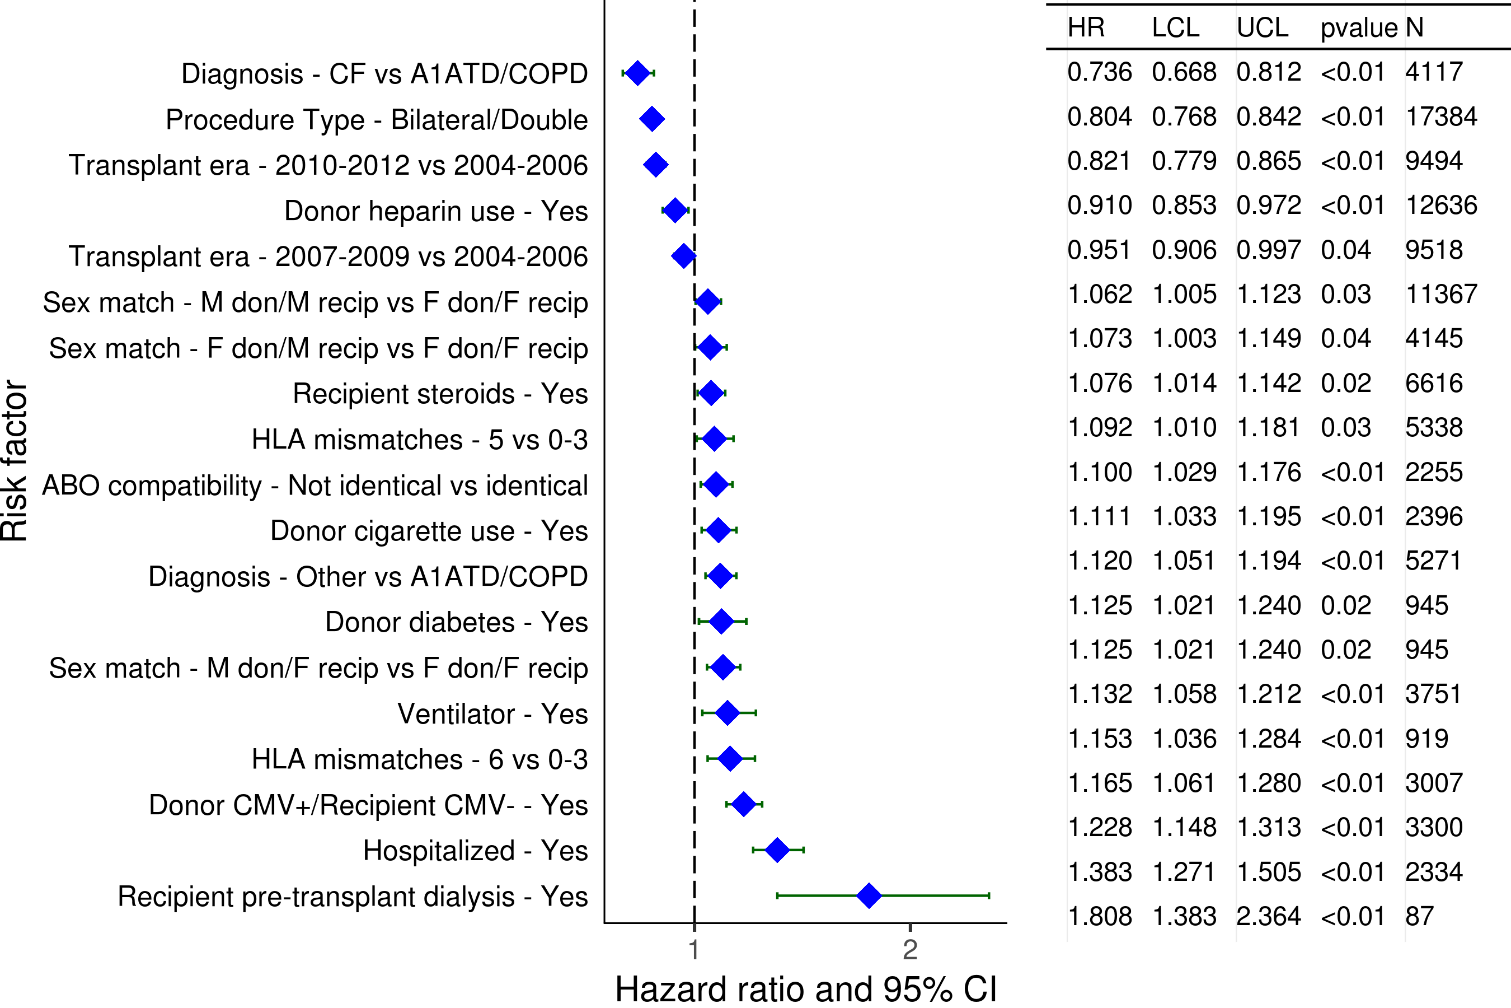 HR LCL UCL pvalue N
Diagnosis - CF vs A1ATD/COPD 0.736 0.668 0.812 <0.01 4117
Procedure Type - Bilateral/Double 0.804 0.768 0.842 <0.01 17384
Transplant era - 2010-2012 vs 2004-2006 0.821 0.779 0.865 <0.01 9494
Donor heparin use - Yes 0.910 0.853 0.972 <0.01 12636
Transplant era - 2007-2009 vs 2004-2006 0.951 0.906 0.997 0.04 9518
Sex match - M don/M recip vs F don/F recip 1.062 1.005 1.123 0.03 11367
Sex match - F don/M recip vs F don/F recip 1.073 1.003 1.149 0.04 4145
Recipient steroids - Yes 1.076 1.014 1.142 0.02 6616
HLA mismatches - 5 vs 0-3 1.092 1.010 1.181 0.03 5338
ABO compatibility - Not identical vs identical 1.100 1.029 1.176 <0.01 2255
Donor cigarette use - Yes 1.111 1.033 1.195 <0.01 2396
Diagnosis - Other vs A1ATD/COPD 1.120 1.051 1.194 <0.01 5271
Donor diabetes - Yes 1.125 1.021 1.240 0.02 945
1.125 1.021 1.240 0.02 945
Sex match - M don/F recip vs F don/F recip 1.132 1.058 1.212 <0.01 3751
Ventilator - Yes 1.153 1.036 1.284 <0.01 919
HLA mismatches - 6 vs 0-3 1.165 1.061 1.280 <0.01 3007
Donor CMV+/Recipient CMV- - Yes 1.228 1.148 1.313 <0.01 3300
Hospitalized - Yes 1.383 1.271 1.505 <0.01 2334
Recipient pre-transplant dialysis - Yes 1.808 1.383 2.364 <0.01 87
Risk factor
1 2
Hazard ratio and 95% CI